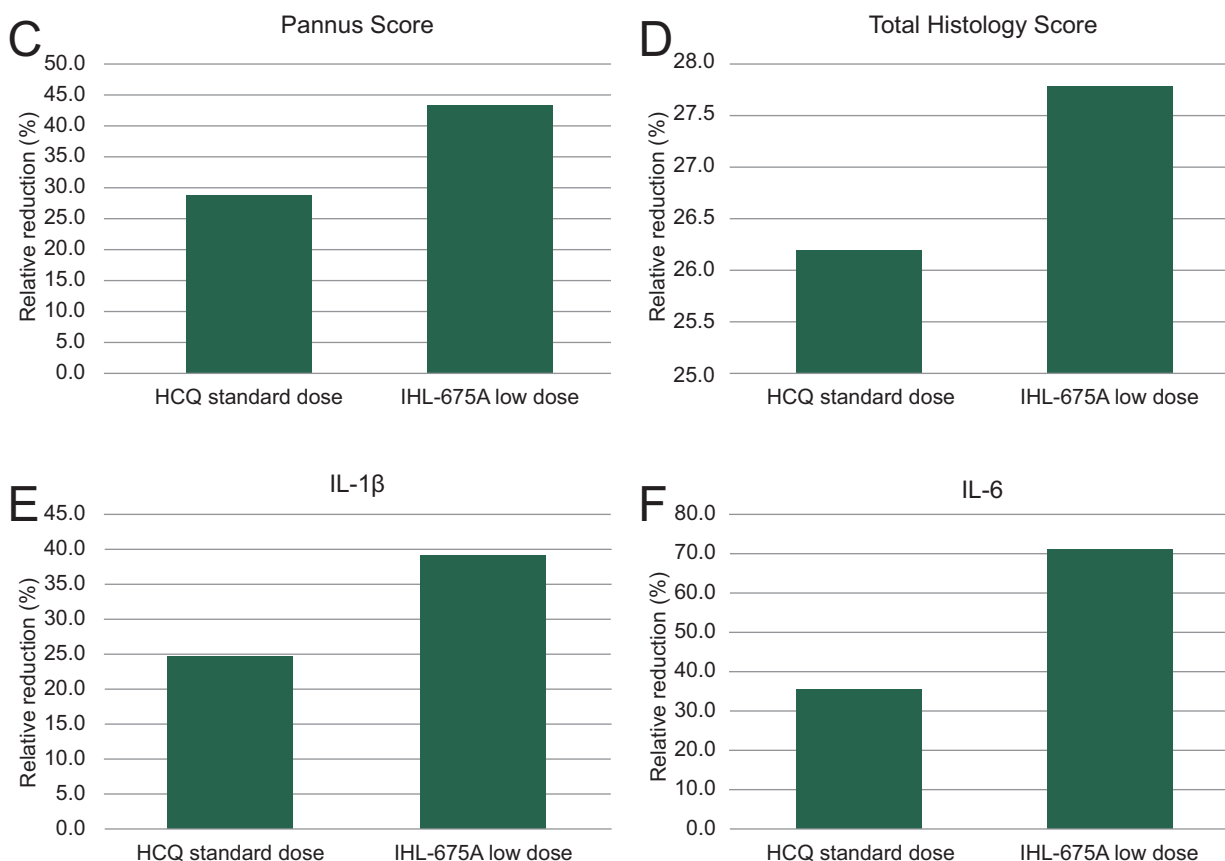 C
Pannus Score
Relative reduction (%)
50.0
45.0
40.0
35.0
30.0
25.0
20.0
15.0
10.0
5.0
0.0
HCQ standard dose
IHL-675A low dose
D
Total Histology Score
Relative reduction (%)
28.0
27.5
27.0
26.5
26.0
25.5
25.0
HCQ standard dose
IHL-675A low dose
E
IL-1β
Relative reduction (%)
45.0
40.0
35.0
30.0
25.0
20.0
15.0
10.0
5.0
0.0
HCQ standard dose
IHL-675A low dose
F
IL-6
Relative reduction (%)
80.0
70.0
60.0
50.0
40.0
30.0
20.0
10.0
0.0
HCQ standard dose
IHL-675A low dose